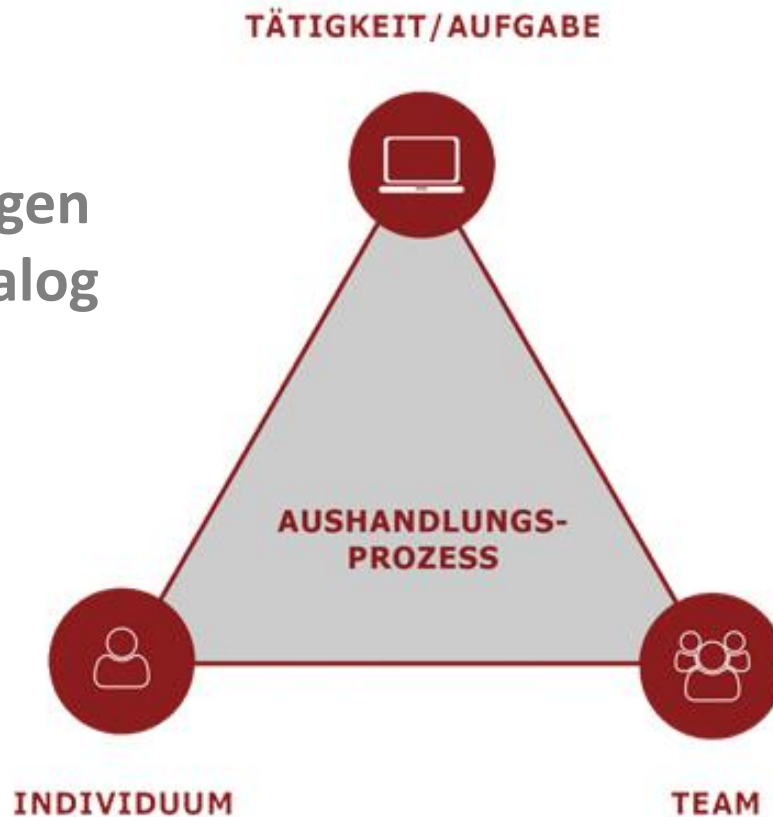 TÄTIGKEIT/AUFGABE
gen
alog
AUSHANDLUNGS-
PROZESS
INDIVIDUUM
TEAM